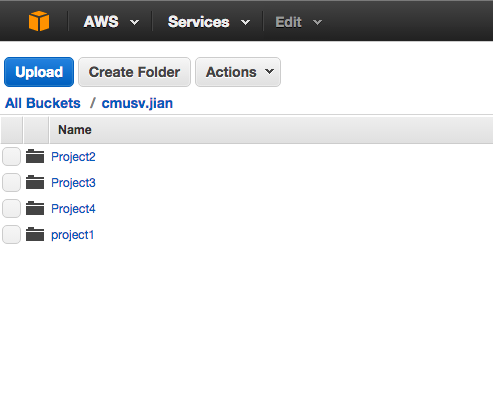 AWS Services Edit
Upload Create Folder Actions
All Buckets / cmusv.jian
Name
Project2
Project3
Project4
project1